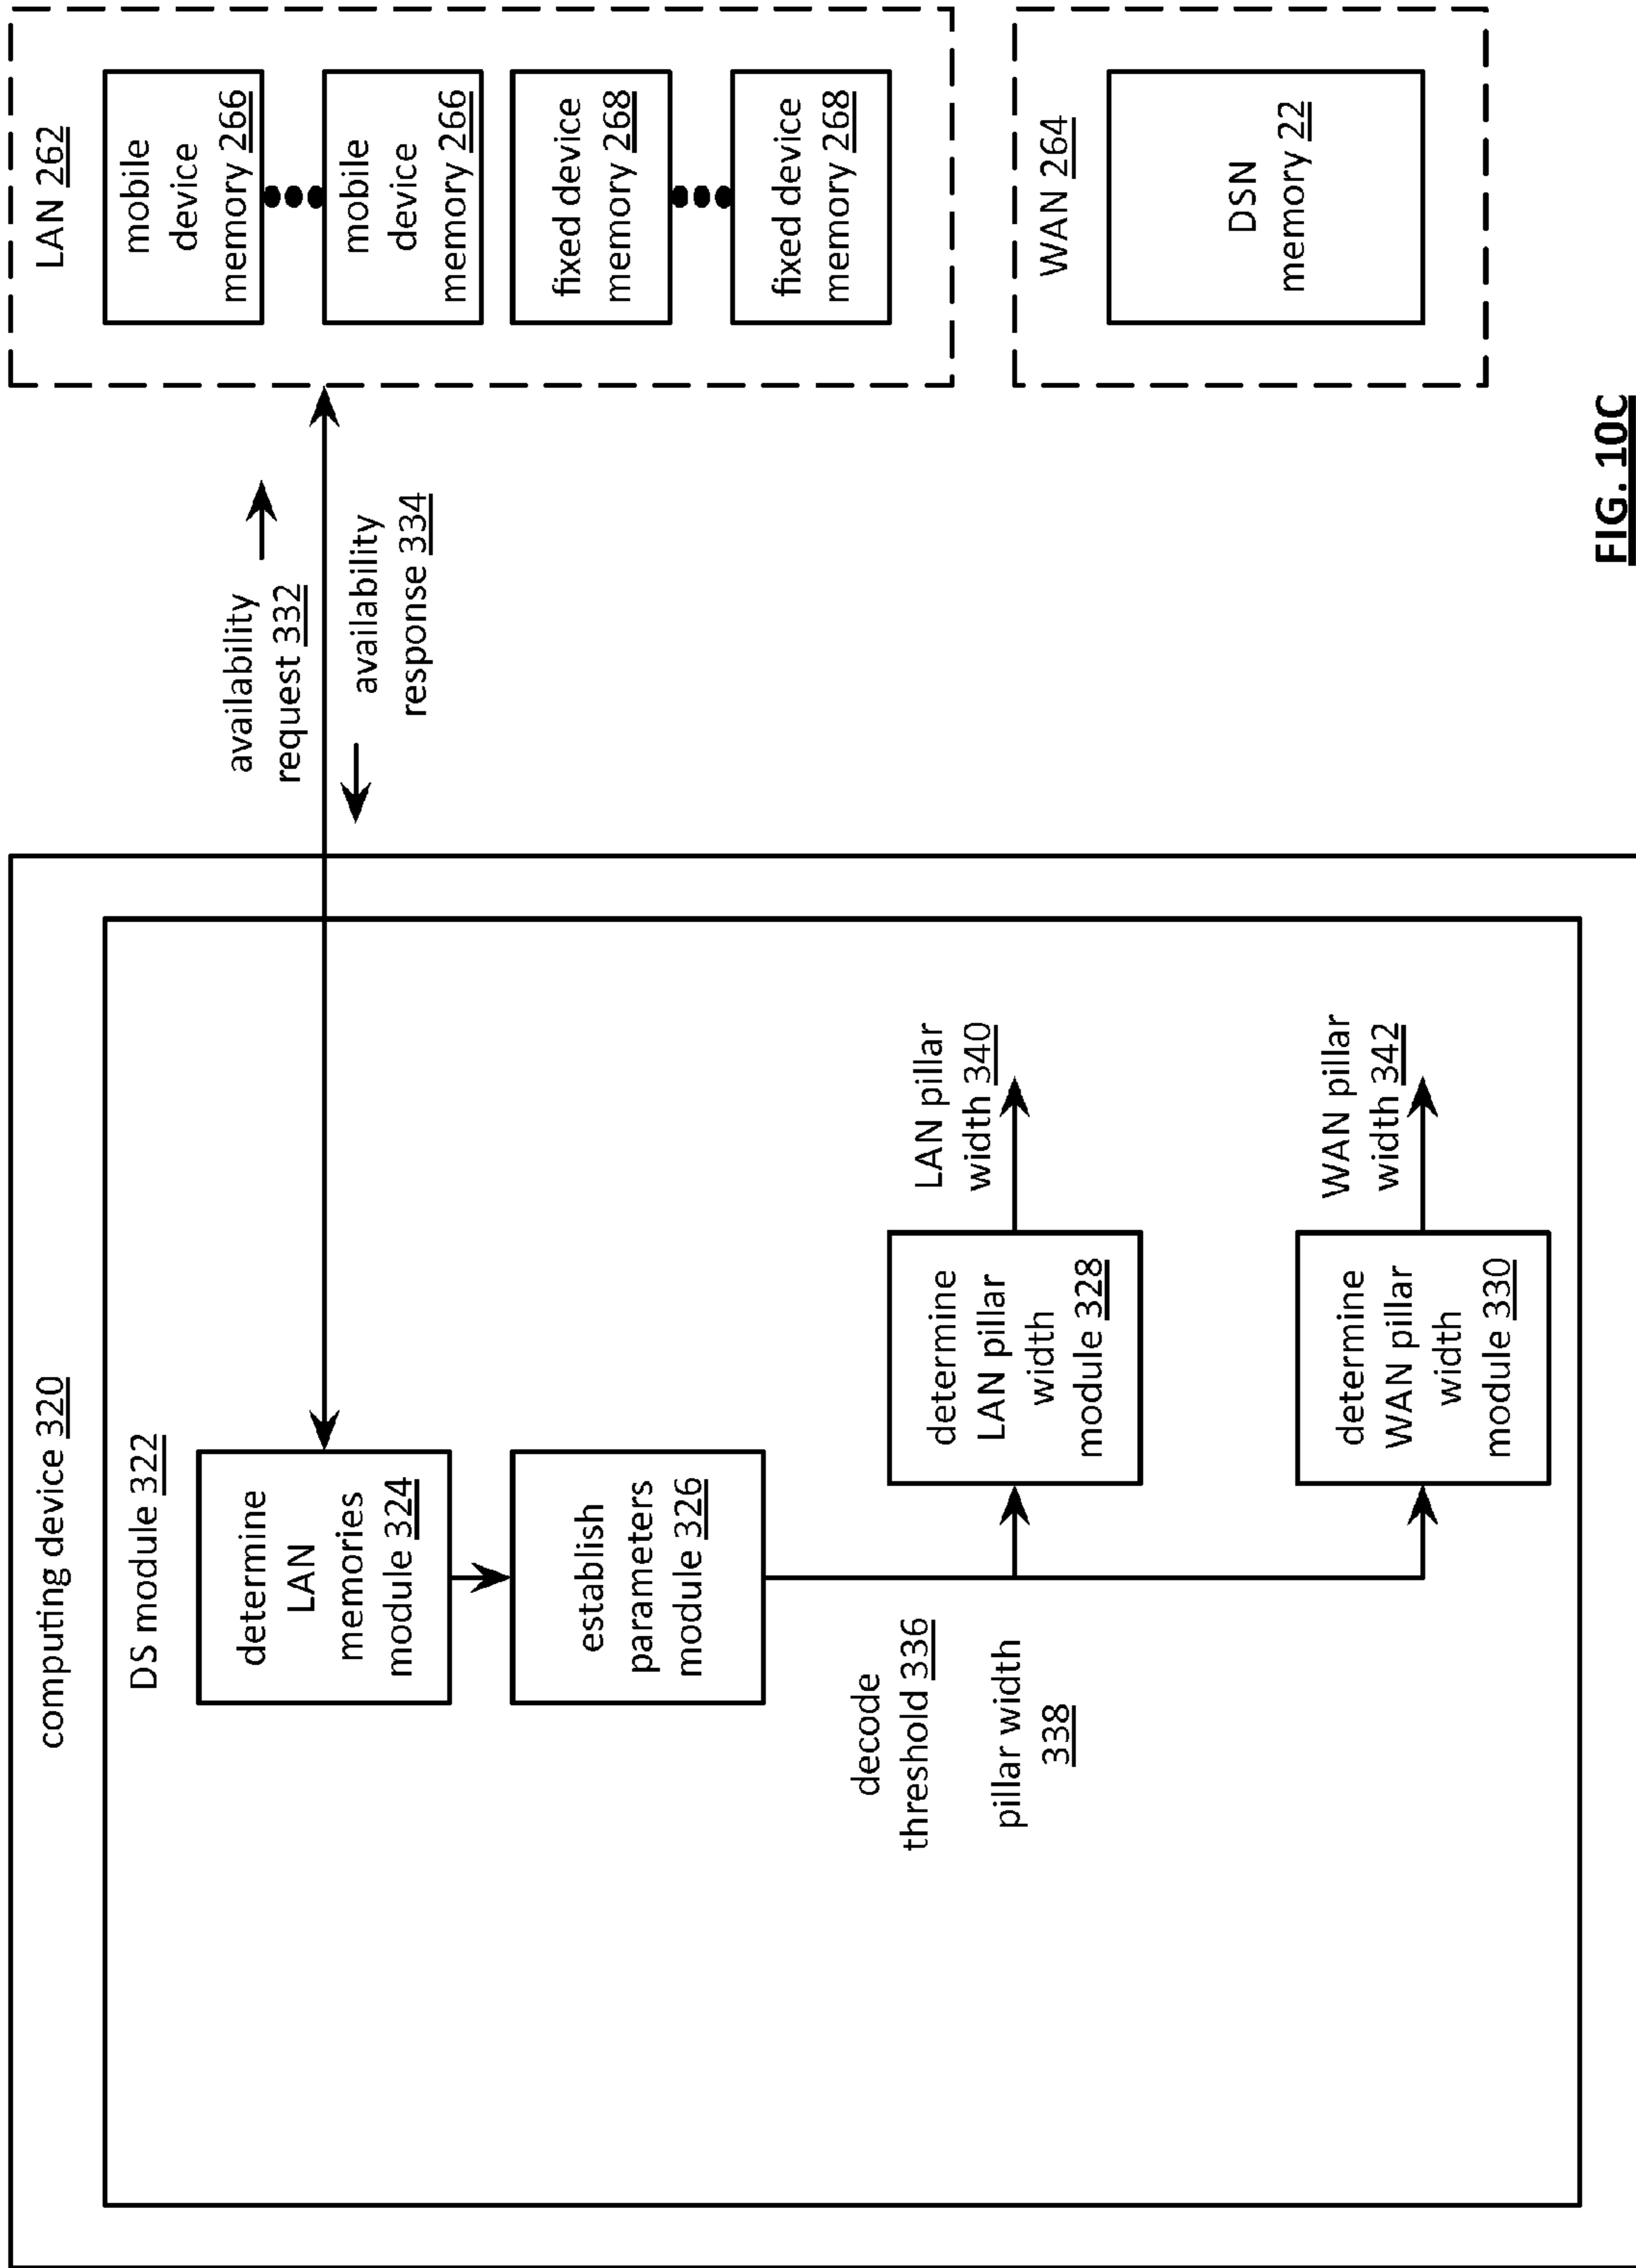 computing device 320
DS module 322
determine
LAN
memories
module 324
establish
parameters
module 326
decode
threshold 336
pillar width
338
determine
LAN pillar
width
module 328
LAN pillar
width 340
determine
WAN pillar
width
module 330
WAN pillar
width 342
availability
request 332
availability
response 334
LAN 262
mobile
device
memory 266
mobile
device
memory 266
fixed device
memory 268
fixed device
memory 268
WAN 264
DSN
memory 22
FIG. 10C